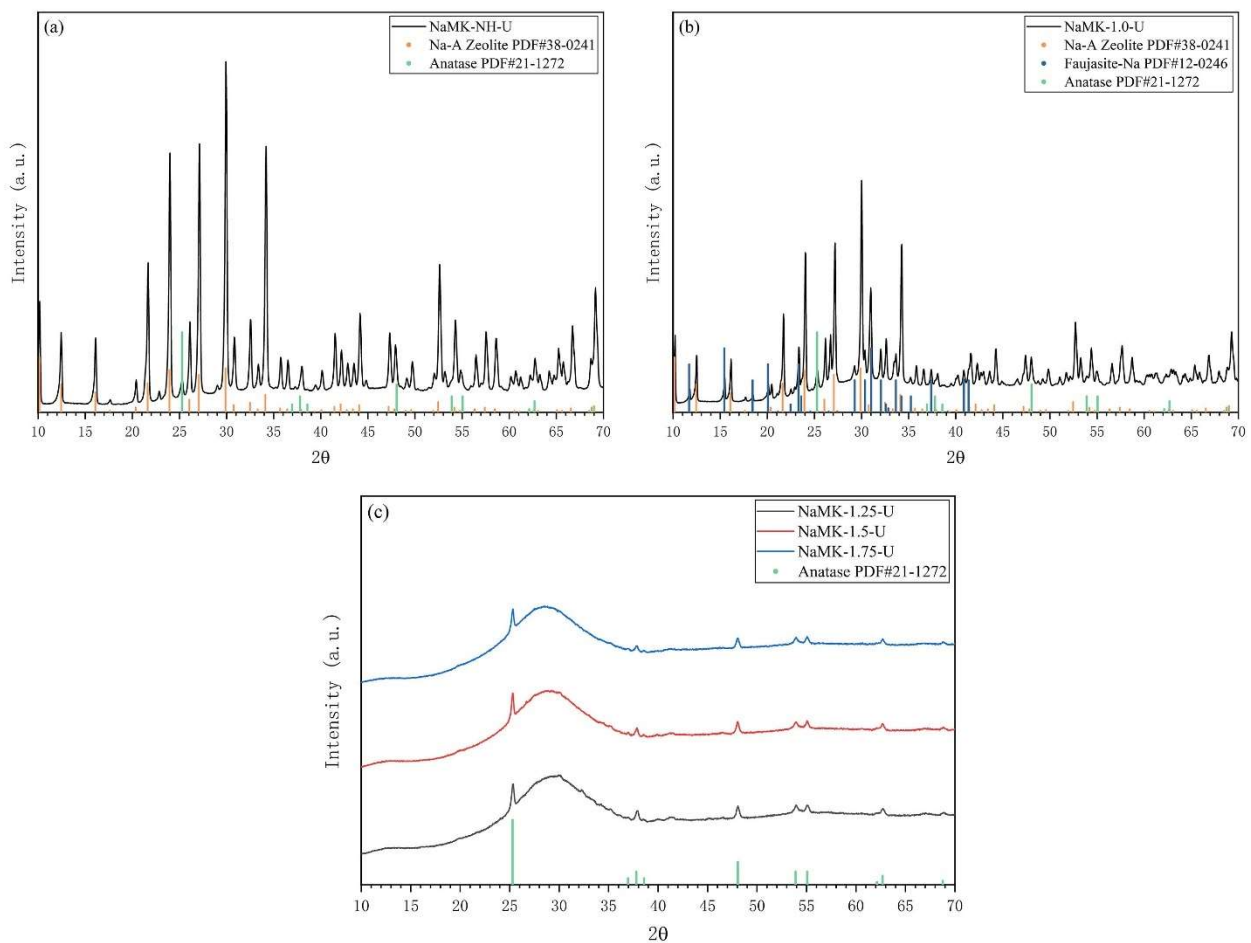 (a)
NaMK-NH-U
Na-A Zeolite PDF#38-0241
Anatase PDF#21-1272
Intensity (a.u.)
10 15 20 25 30 35 40 45 50 55 60 65 70
2θ
(b)
NaMK-1.0-U
Na-A Zeolite PDF#38-0241
Faujasite-Na PDF#12-0246
Anatase PDF#21-1272
Intensity (a.u.)
10 15 20 25 30 35 40 45 50 55 60 65 70
2θ
(c)
NaMK-1.25-U
NaMK-1.5-U
NaMK-1.75-U
Anatase PDF#21-1272
Intensity (a.u.)
10 15 20 25 30 35 40 45 50 55 60 65 70
2θ